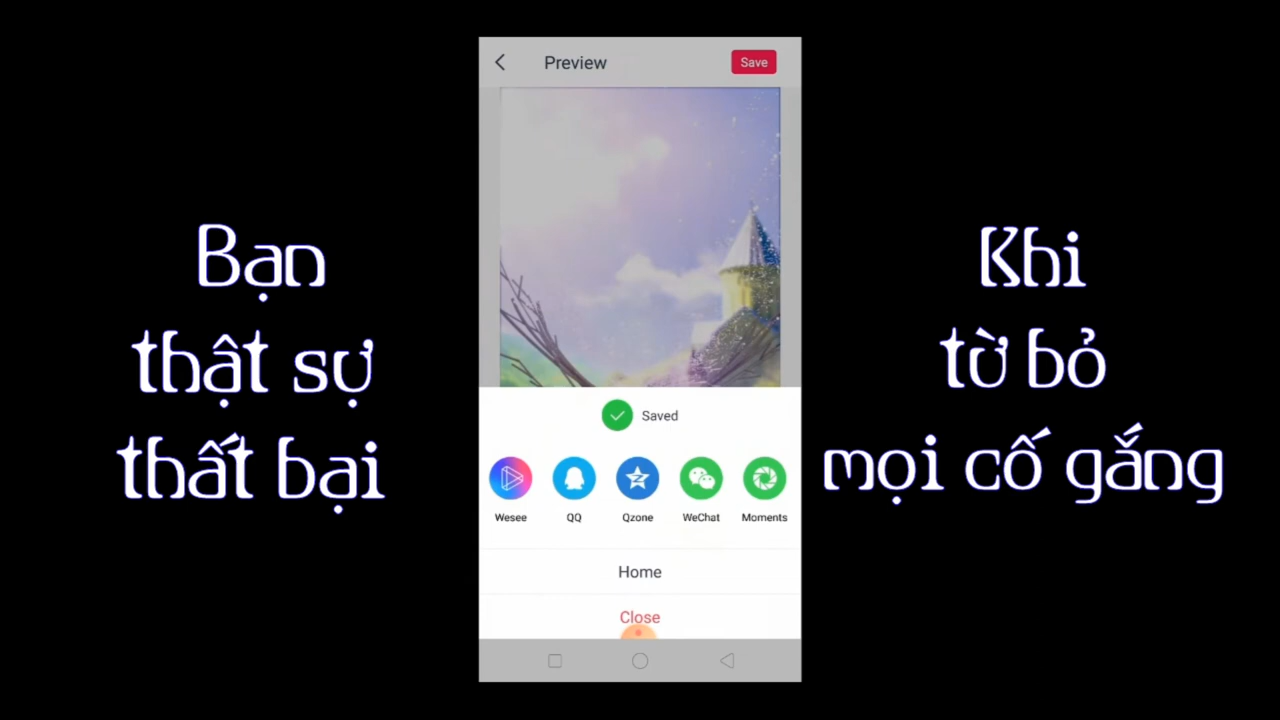 Preview
Save
Bạn
thật sự
thất bại
Khi
từ bỏ
mọi cố gắng
Saved
Wesee QQ Qzone WeChat Moments
Home
Close